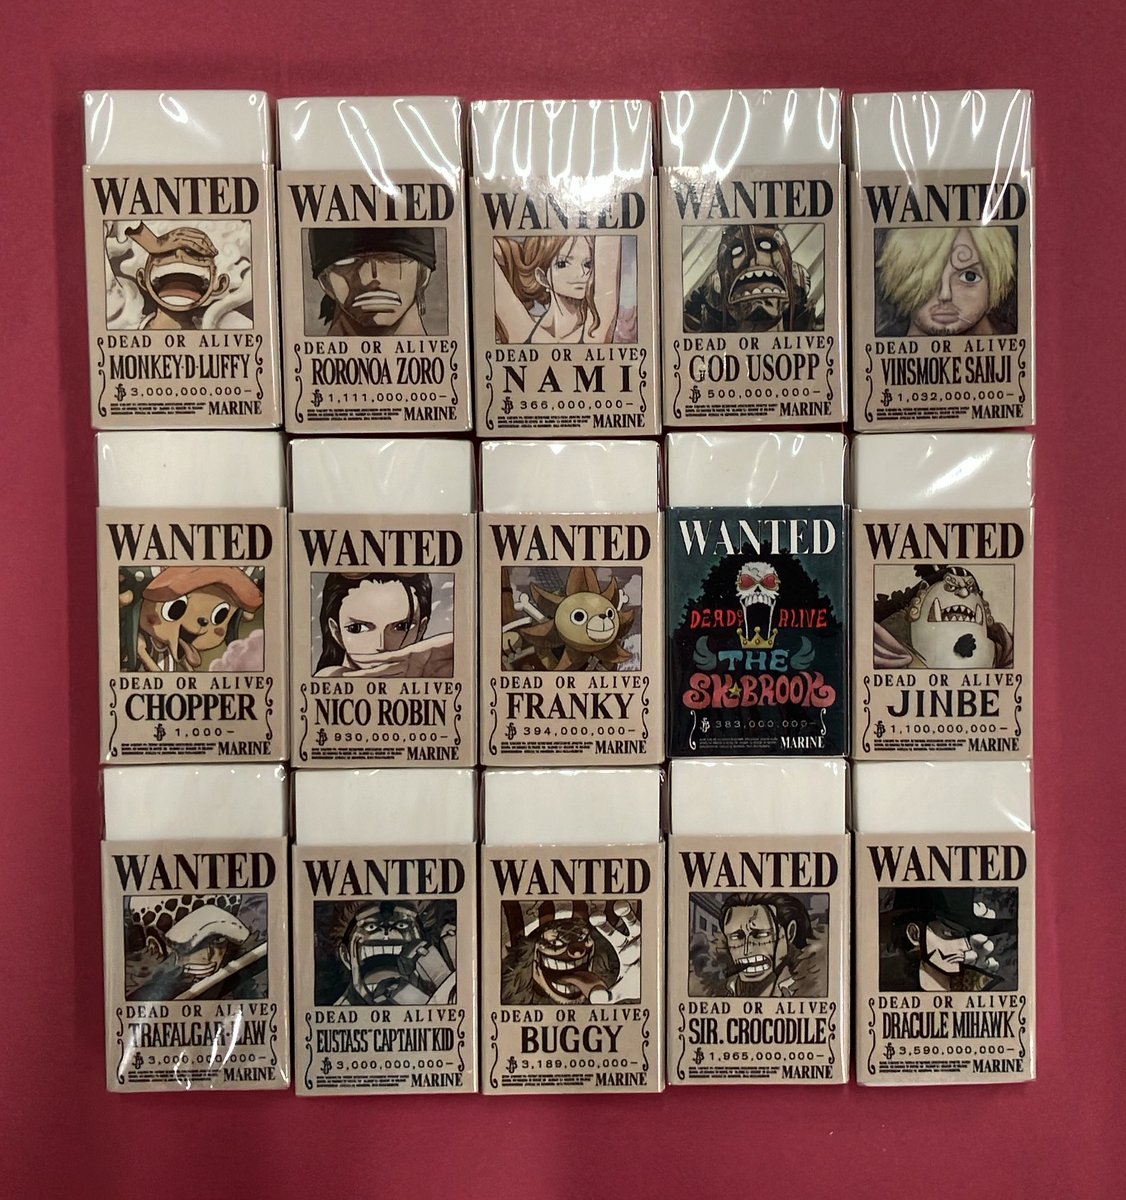 WANTED
DEAD OR ALIVE
MONKEY·D·LUFFY
3,000,000,000-
MARINE
WANTED
DEAD OR ALIVE
RORONOA ZORO
1,111,000,000-
MARINE
WANTED
DEAD OR ALIVE
NAMI
366,000,000-
MARINE
WANTED
DEAD OR ALIVE
GOD USOPP
500,000,000-
MARINE
WANTED
DEAD OR ALIVE
VINSMOKE SANJI
1,032,000,000-
MARINE
WANTED
DEAD OR ALIVE
CHOPPER
1,000-
MARINE
WANTED
DEAD OR ALIVE
NICO ROBIN
930,000,000-
MARINE
WANTED
DEAD OR ALIVE
FRANKY
394,000,000-
MARINE
WANTED
DEAD OR ALIVE
THE
SK★BROOK
383,000,000-
MARINE
WANTED
DEAD OR ALIVE
JINBE
1,100,000,000-
MARINE
WANTED
DEAD OR ALIVE
TRAFALGAR·LAW
3,000,000,000-
MARINE
WANTED
DEAD OR ALIVE
EUSTASS"CAPTAIN"KID
3,000,000,000-
MARINE
WANTED
DEAD OR ALIVE
BUGGY
3,189,000,000-
MARINE
WANTED
DEAD OR ALIVE
SIR. CROCODILE
1,965,000,000-
MARINE
WANTED
DEAD OR ALIVE
DRACULE MIHAWK
3,590,000,000-
MARINE